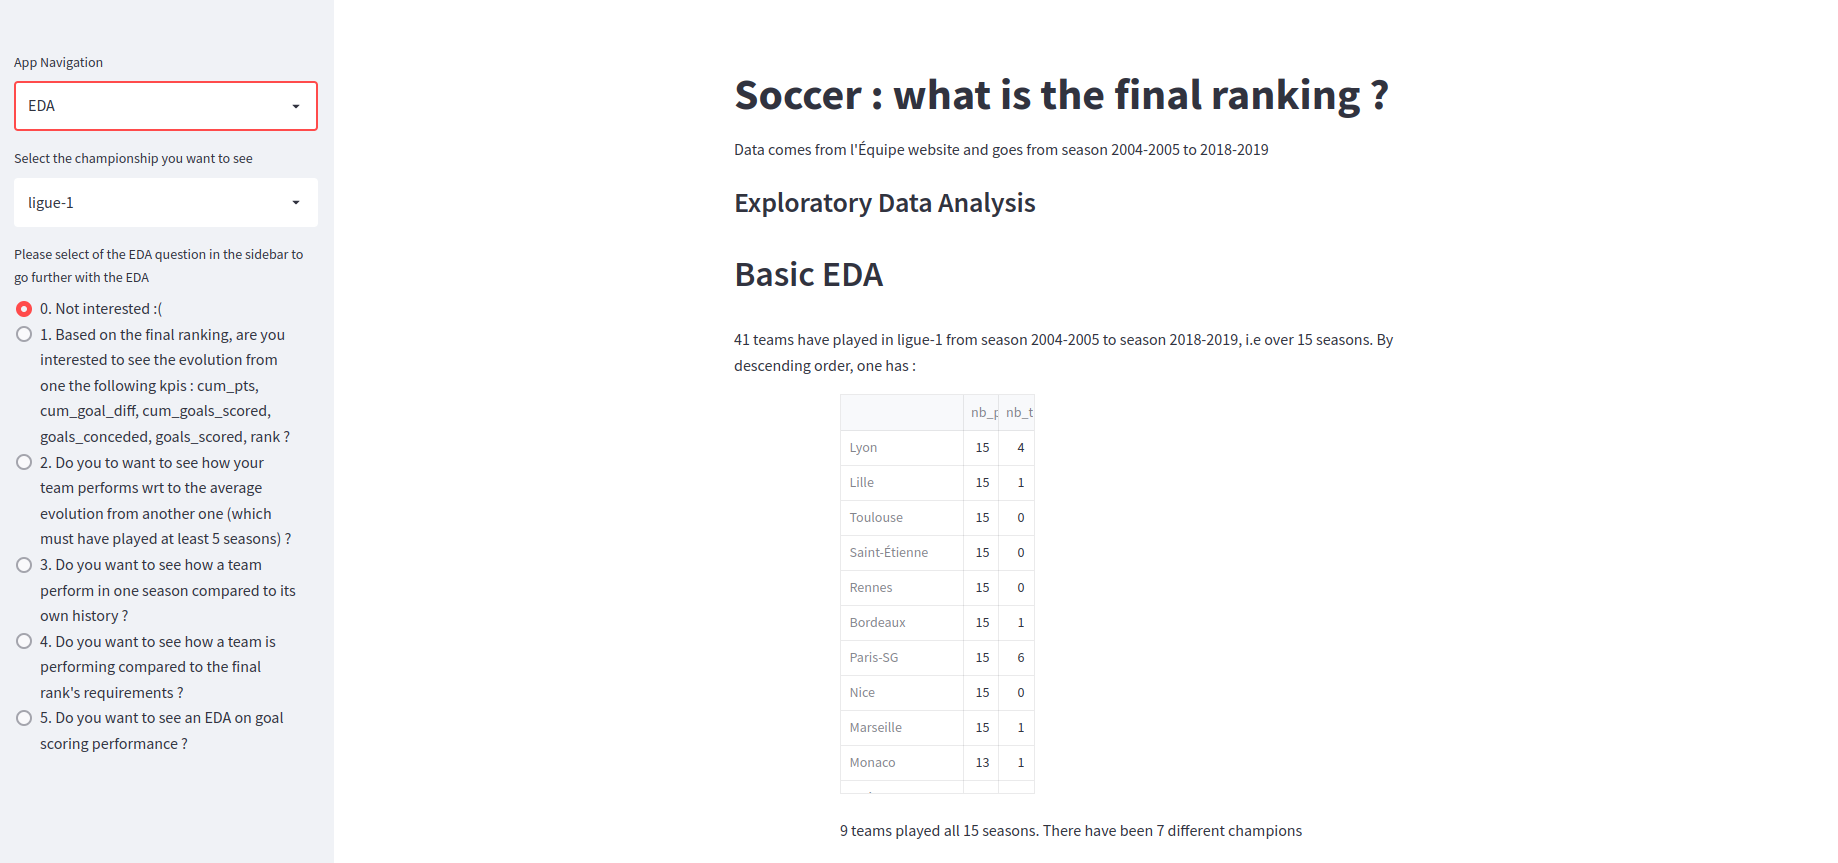 App Navigation
EDA
Select the championship you want to see
ligue-1
Please select of the EDA question in the sidebar to
go further with the EDA
0. Not interested :(
1. Based on the final ranking, are you
interested to see the evolution from
one the following kpis : cum_pts,
cum_goal_diff, cum_goals_scored,
goals_conceded, goals_scored, rank ?
2. Do you to want to see how your
team performs wrt to the average
evolution from another one (which
must have played at least 5 seasons) ?
3. Do you want to see how a team
perform in one season compared to its
own history ?
4. Do you want to see how a team is
performing compared to the final
rank's requirements ?
5. Do you want to see an EDA on goal
scoring performance ?
Soccer : what is the final ranking ?
Data comes from l'Équipe website and goes from season 2004-2005 to 2018-2019
Exploratory Data Analysis
Basic EDA
41 teams have played in ligue-1 from season 2004-2005 to season 2018-2019, i.e over 15 seasons. By
descending order, one has :
nb_p nb_t
Lyon 15 4
Lille 15 1
Toulouse 15 0
Saint-Étienne 15 0
Rennes 15 0
Bordeaux 15 1
Paris-SG 15 6
Nice 15 0
Marseille 15 1
Monaco 13 1
9 teams played all 15 seasons. There have been 7 different champions